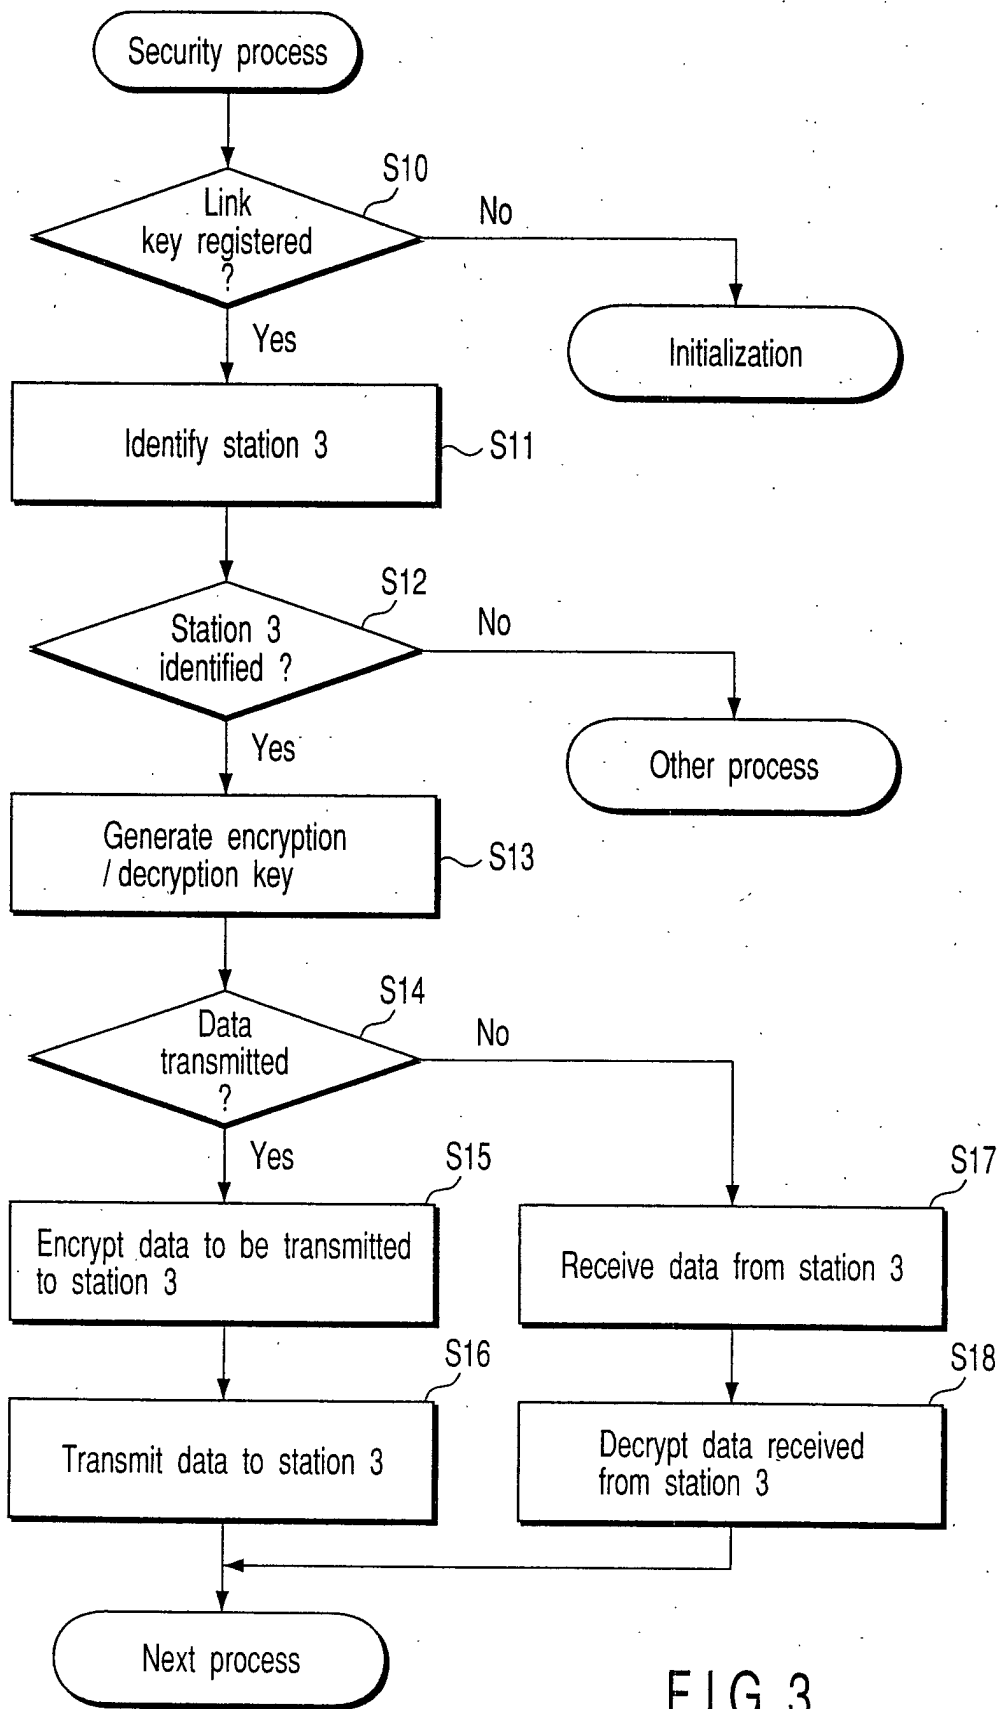 Security process
S10
Link
key registered
?
No
Yes
Initialization
Identify station 3
S11
S12
Station 3
identified ?
No
Yes
Other process
Generate encryption
/ decryption key
S13
S14
Data
transmitted
?
No
Yes
S15
S17
Encrypt data to be transmitted
to station 3
Receive data from station 3
S16
S18
Transmit data to station 3
Decrypt data received
from station 3
Next process
FIG. 3